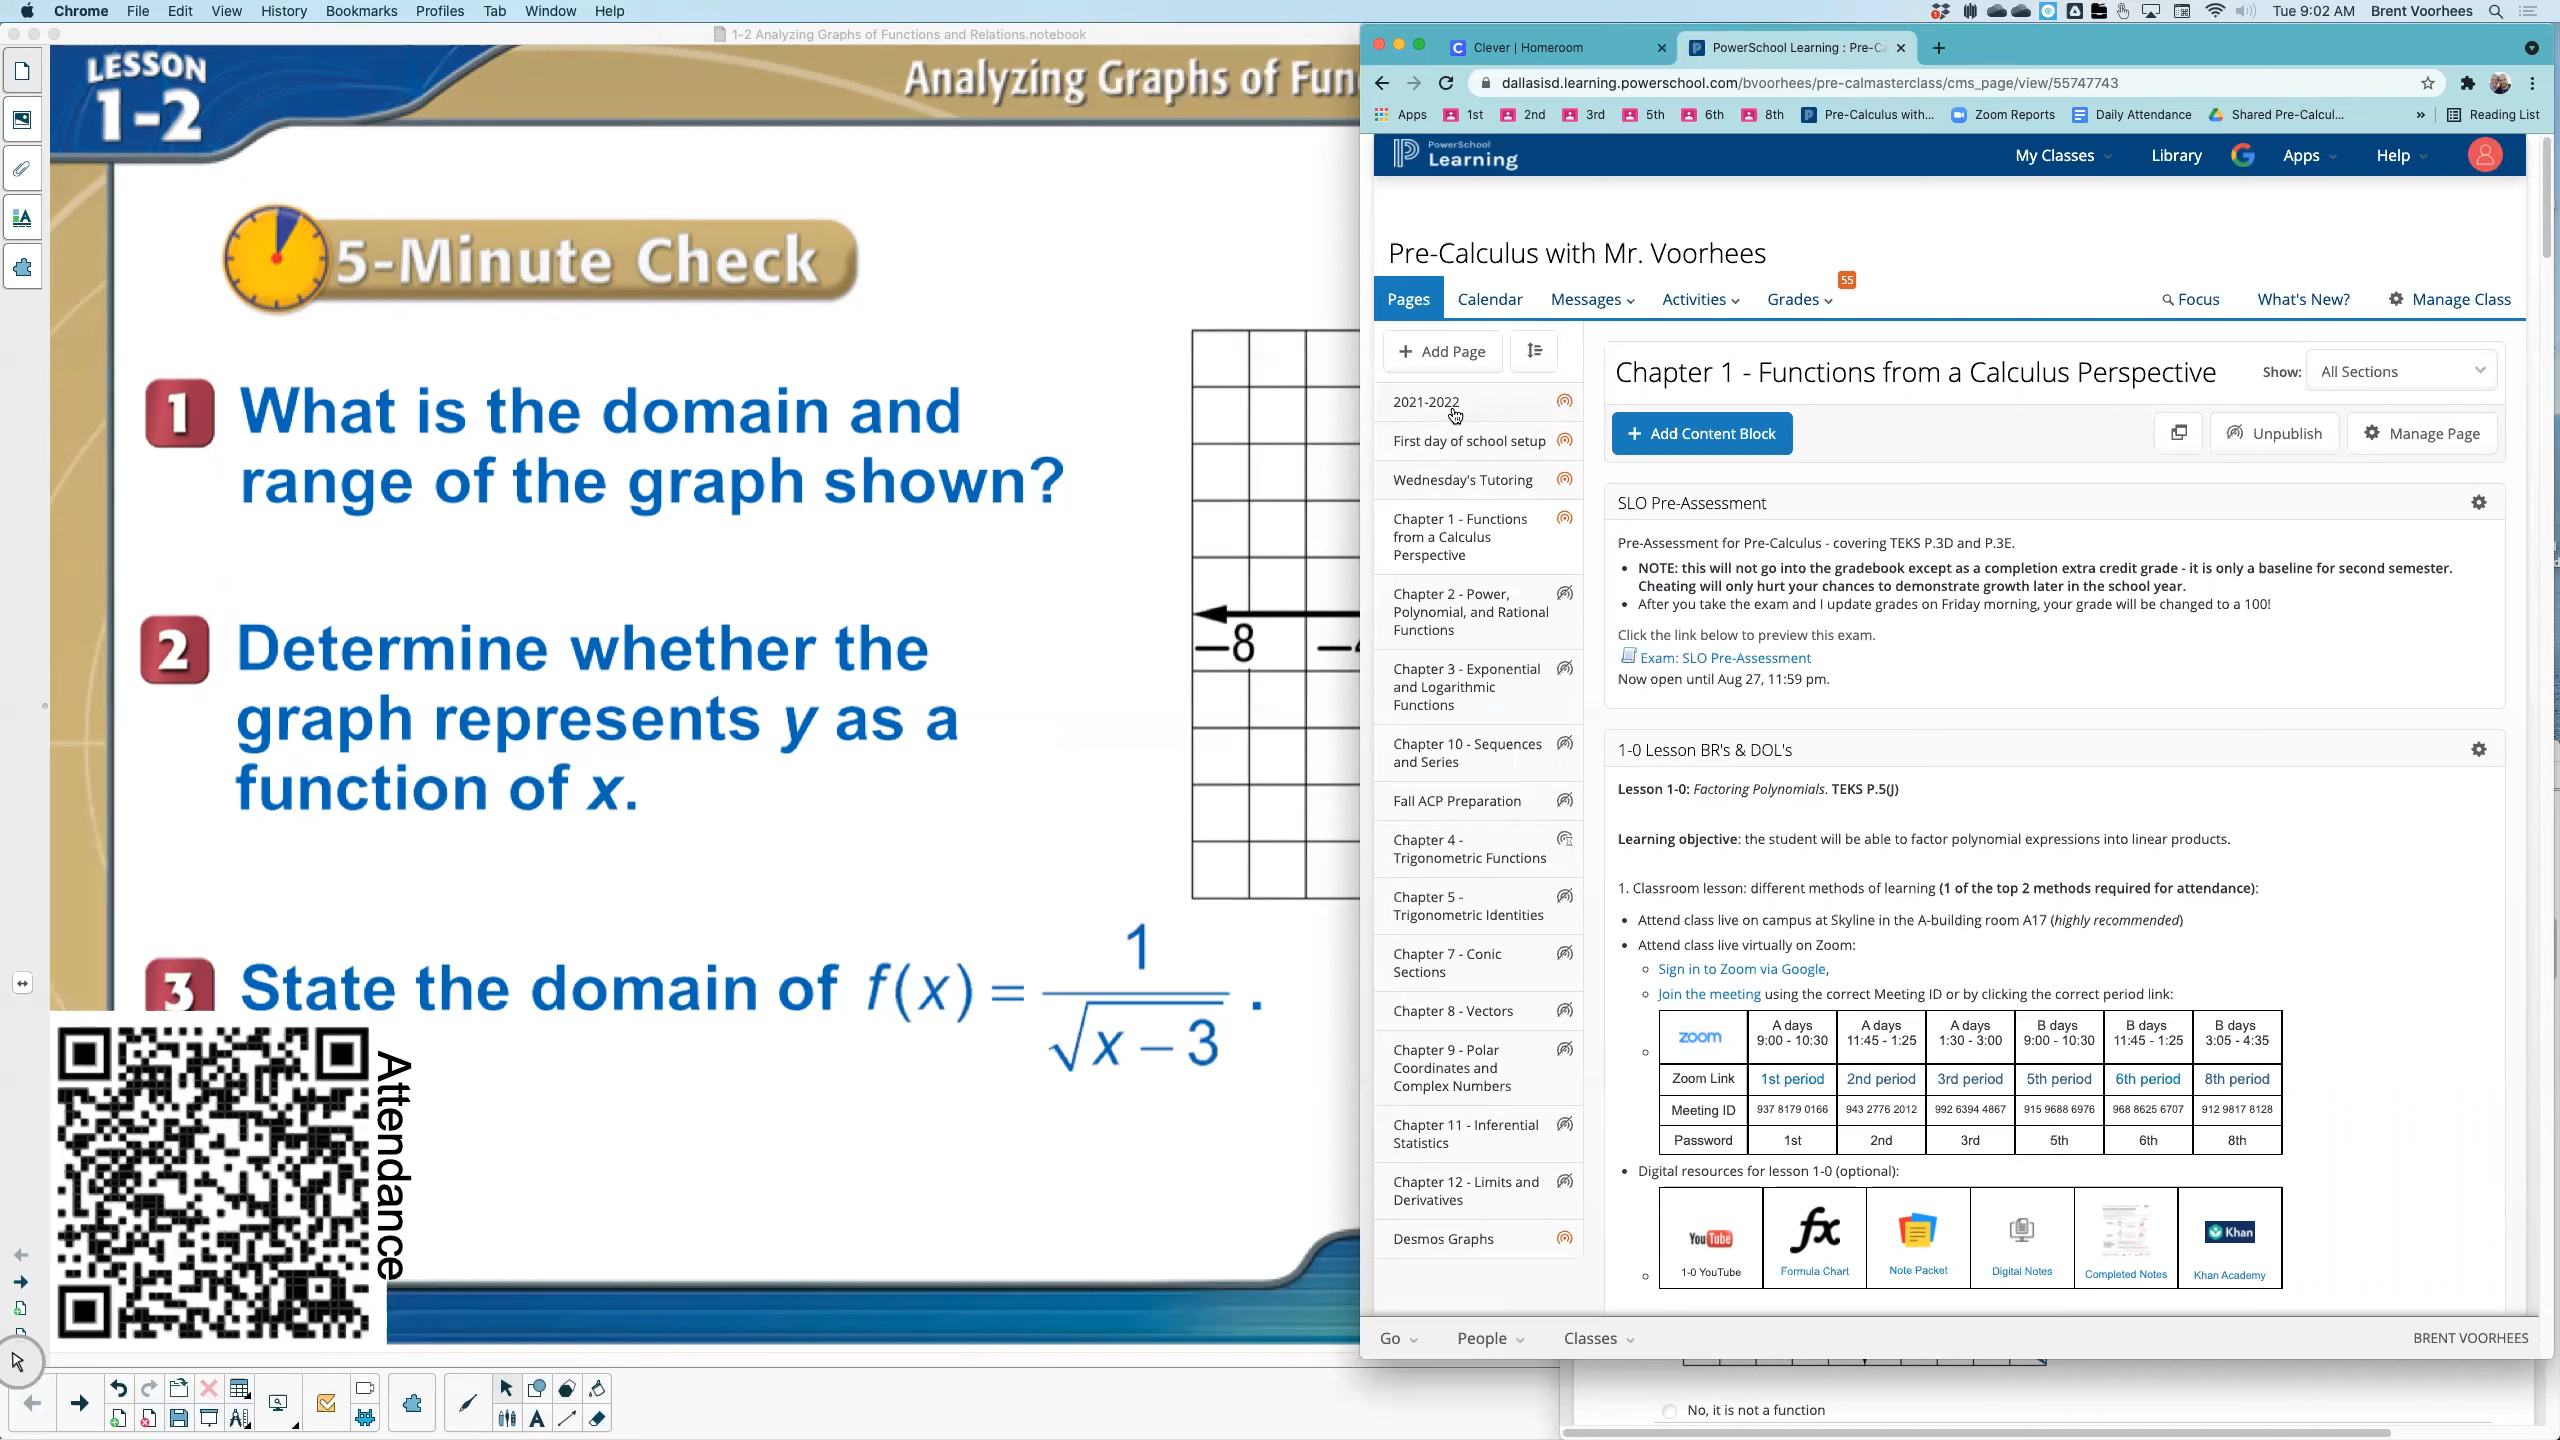 Chrome File Edit View History Bookmarks Profiles Tab Window Help
Tue 9:02 AM Brent Voorhees
1-2 Analyzing Graphs of Functions and Relations.notebook
LESSON
1-2
Analyzing Graphs of Fun
5-Minute Check
1 What is the domain and
range of the graph shown?
2 Determine whether the
graph represents y as a
function of x.
3 State the domain of f(x) = 1 / √x – 3 .
–8
Attendance
Clever | Homeroom
PowerSchool Learning : Pre-C
dallasisd.learning.powerschool.com/bvoorhees/pre-calmasterclass/cms_page/view/55747743
Apps 1st 2nd 3rd 5th 6th 8th Pre-Calculus with... Zoom Reports Daily Attendance Shared Pre-Calcul... » Reading List
PowerSchool
Learning
My Classes Library Apps Help
Pre-Calculus with Mr. Voorhees
55
Pages Calendar Messages Activities Grades Focus What's New? Manage Class
+ Add Page
2021-2022
First day of school setup
Wednesday's Tutoring
Chapter 1 - Functions
from a Calculus
Perspective
Chapter 2 - Power,
Polynomial, and Rational
Functions
Chapter 3 - Exponential
and Logarithmic
Functions
Chapter 10 - Sequences
and Series
Fall ACP Preparation
Chapter 4 -
Trigonometric Functions
Chapter 5 -
Trigonometric Identities
Chapter 7 - Conic
Sections
Chapter 8 - Vectors
Chapter 9 - Polar
Coordinates and
Complex Numbers
Chapter 11 - Inferential
Statistics
Chapter 12 - Limits and
Derivatives
Desmos Graphs
Chapter 1 - Functions from a Calculus Perspective Show: All Sections
+ Add Content Block Unpublish Manage Page
SLO Pre-Assessment
Pre-Assessment for Pre-Calculus - covering TEKS P.3D and P.3E.
• NOTE: this will not go into the gradebook except as a completion extra credit grade - it is only a baseline for second semester.
Cheating will only hurt your chances to demonstrate growth later in the school year.
• After you take the exam and I update grades on Friday morning, your grade will be changed to a 100!
Click the link below to preview this exam.
Exam: SLO Pre-Assessment
Now open until Aug 27, 11:59 pm.
1-0 Lesson BR's & DOL's
Lesson 1-0: Factoring Polynomials. TEKS P.5(J)
Learning objective: the student will be able to factor polynomial expressions into linear products.
1. Classroom lesson: different methods of learning (1 of the top 2 methods required for attendance):
• Attend class live on campus at Skyline in the A-building room A17 (highly recommended)
• Attend class live virtually on Zoom:
Sign in to Zoom via Google,
Join the meeting using the correct Meeting ID or by clicking the correct period link:
zoom A days A days A days B days B days B days
9:00 - 10:30 11:45 - 1:25 1:30 - 3:00 9:00 - 10:30 11:45 - 1:25 3:05 - 4:35
Zoom Link 1st period 2nd period 3rd period 5th period 6th period 8th period
Meeting ID 937 8179 0166 943 2776 2012 992 6394 4867 915 9688 6976 968 8625 6707 912 9817 8128
Password 1st 2nd 3rd 5th 6th 8th
• Digital resources for lesson 1-0 (optional):
YouTube fx Khan
1-0 YouTube Formula Chart Note Packet Digital Notes Completed Notes Khan Academy
Go People Classes BRENT VOORHEES
No, it is not a function